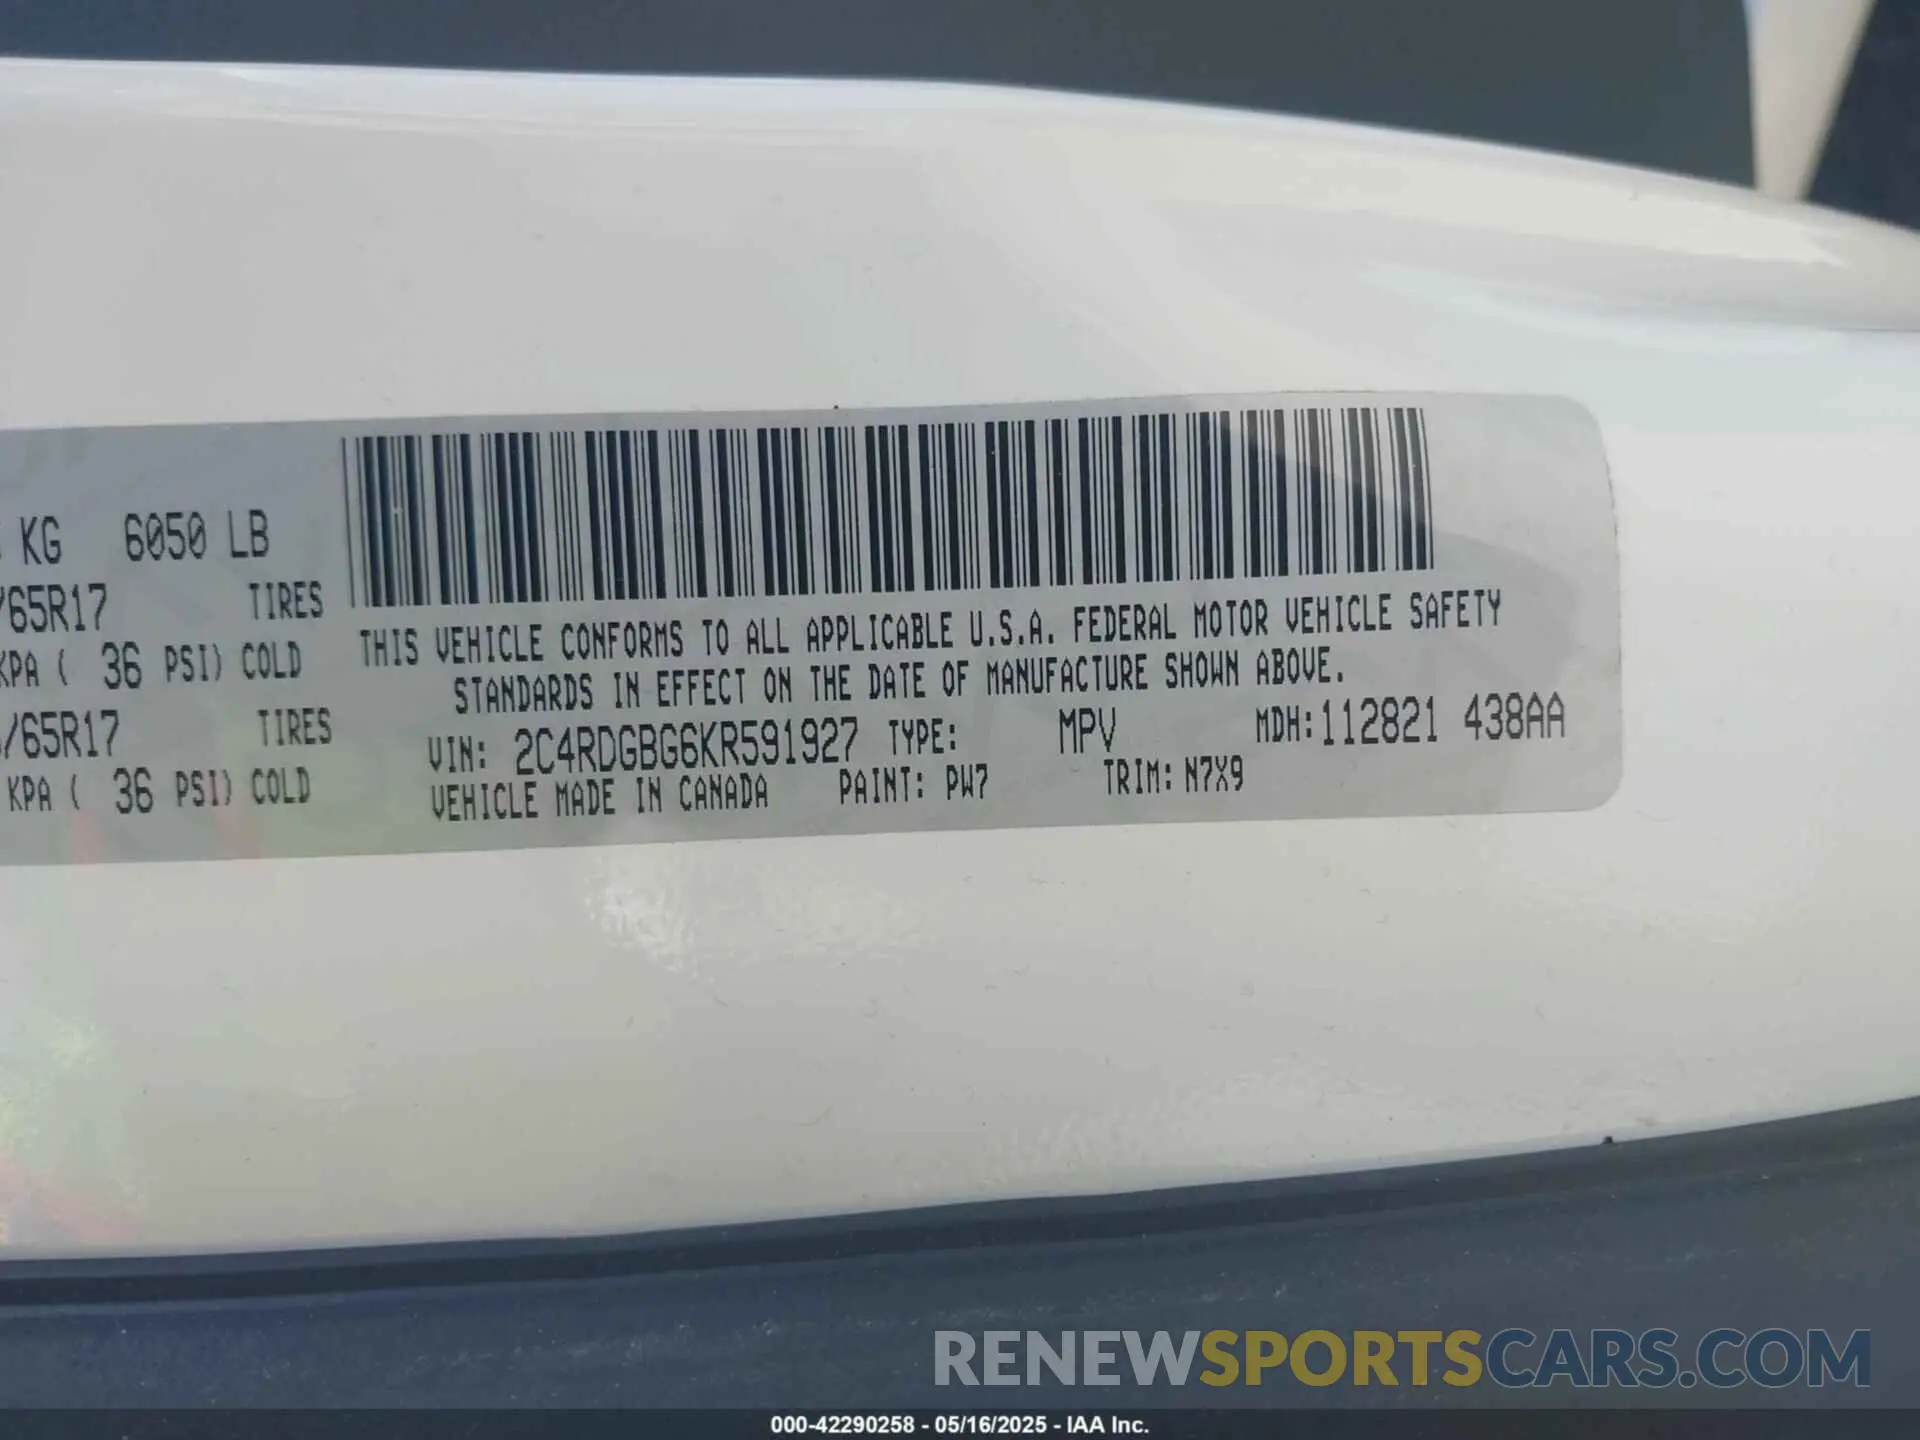 KG 6050 LB
/65R17 TIRES
KPA ( 36 PSI) COLD
/65R17 TIRES
KPA ( 36 PSI) COLD
THIS VEHICLE CONFORMS TO ALL APPLICABLE U.S.A. FEDERAL MOTOR VEHICLE SAFETY
STANDARDS IN EFFECT ON THE DATE OF MANUFACTURE SHOWN ABOVE.
VIN: 2C4RDGBG6KR591927 TYPE: MPV MDH:112821 438AA
VEHICLE MADE IN CANADA PAINT: PW7 TRIM: N7X9
RENEWSPORTSCARS.COM
000-42290258 - 05/16/2025 - IAA Inc.